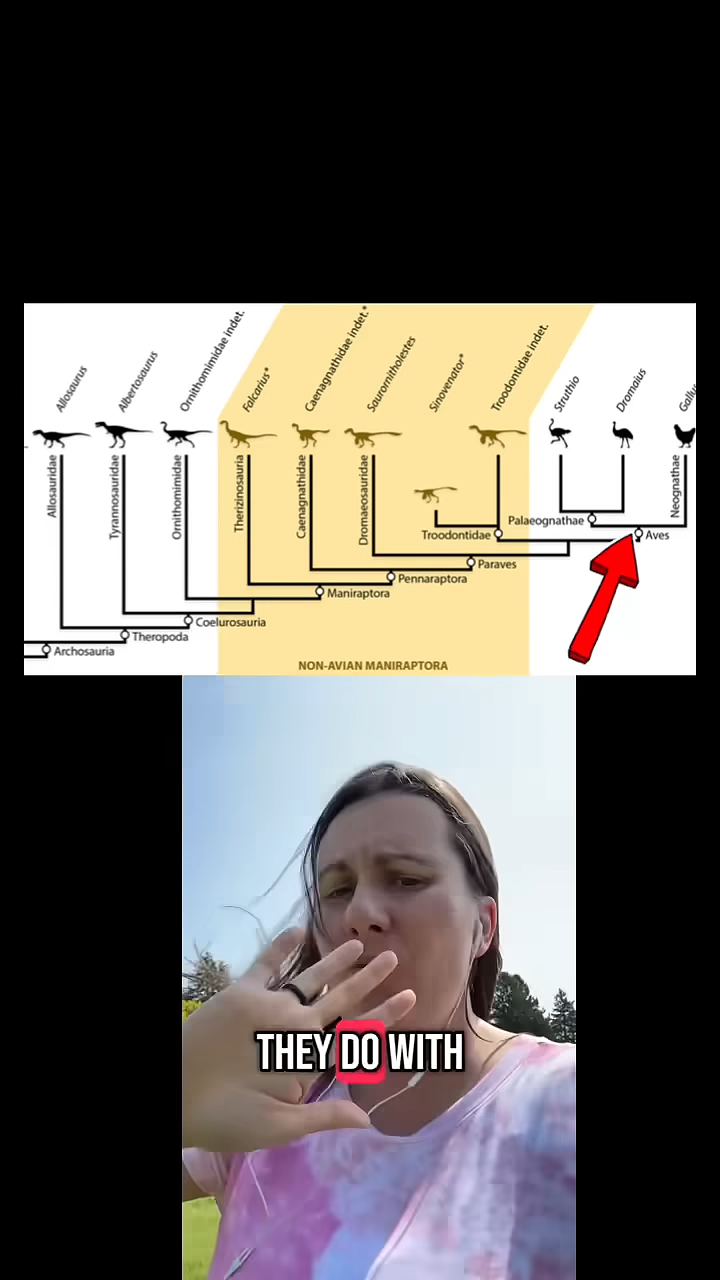 Allosaurus
Albertosaurus
Ornithomimidae indet.
Falcarius*
Caenagnathidae indet.*
Saurornitholestes
Sinovenator*
Troodontidae indet.
Struthio
Dromaius
Gallu
Allosauridae
Tyrannosauridae
Ornithomimidae
Therizinosauria
Caenagnathidae
Dromaeosauridae
Neognathae
Palaeognathae
Troodontidae
Aves
Paraves
Pennaraptora
Maniraptora
Coelurosauria
Theropoda
Archosauria
NON-AVIAN MANIRAPTORA
THEY DO WITH